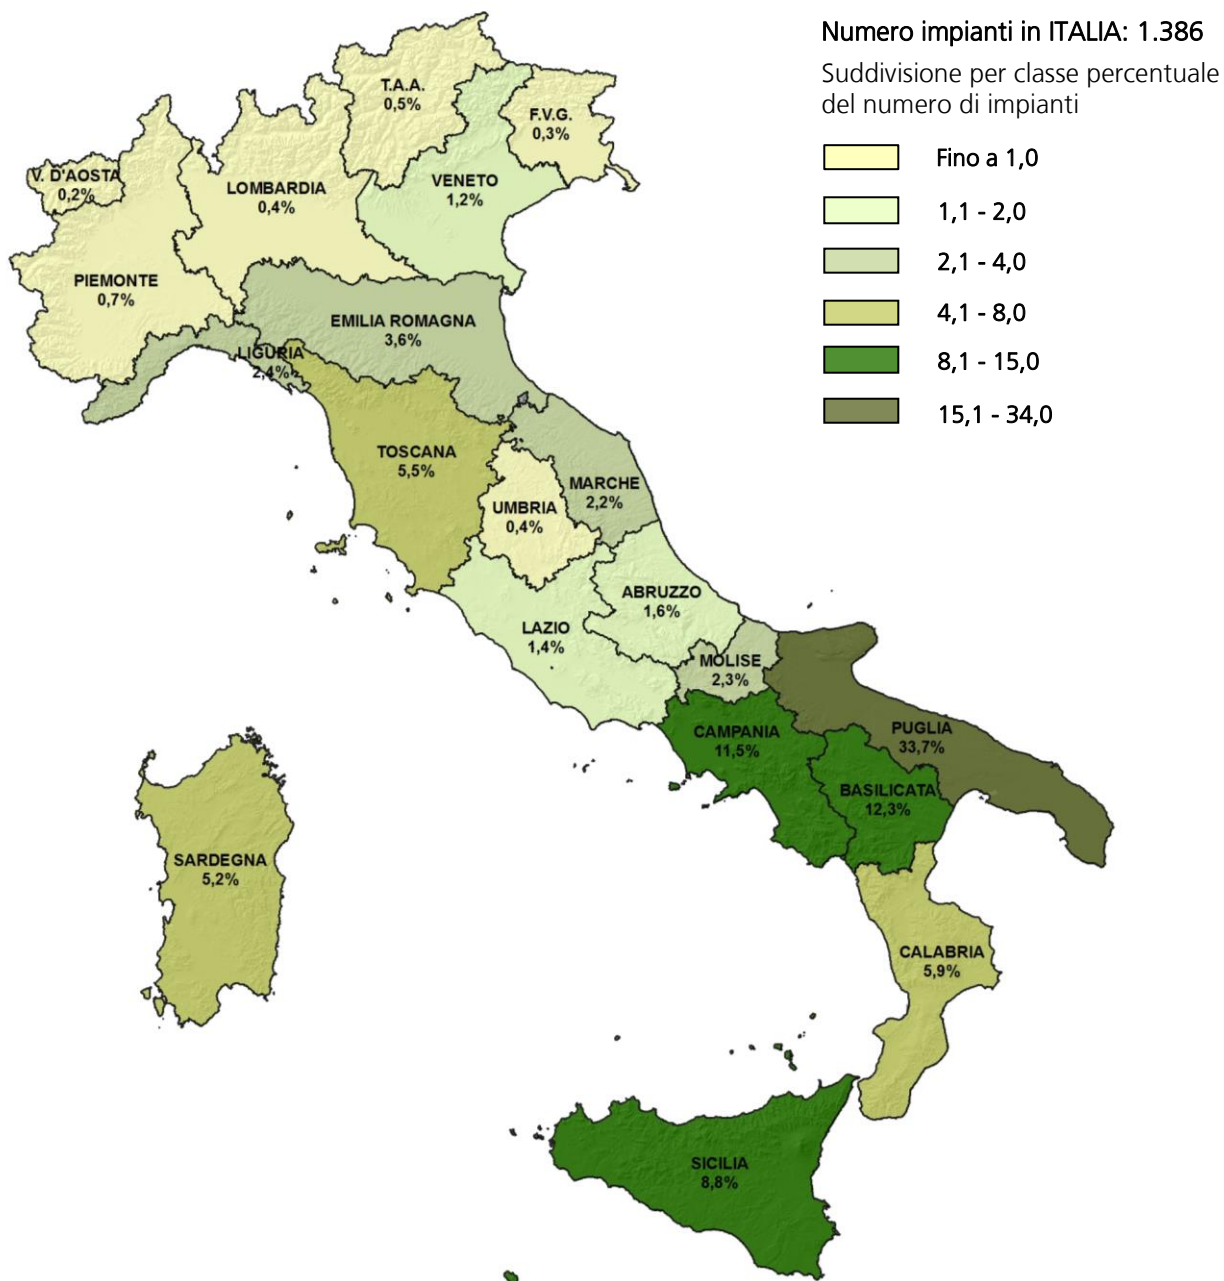 Numero impianti in ITALIA: 1.386
Suddivisione per classe percentuale
del numero di impianti
Fino a 1,0
1,1 - 2,0
2,1 - 4,0
4,1 - 8,0
8,1 - 15,0
15,1 - 34,0
T.A.A.
0,5%
F.V.G.
0,3%
V. D'AOSTA
0,2%
LOMBARDIA
0,4%
VENETO
1,2%
PIEMONTE
0,7%
EMILIA ROMAGNA
3,6%
LIGURIA
2,4%
TOSCANA
5,5%
MARCHE
2,2%
UMBRIA
0,4%
ABRUZZO
1,6%
LAZIO
1,4%
MOLISE
2,3%
CAMPANIA
11,5%
PUGLIA
33,7%
BASILICATA
12,3%
SARDEGNA
5,2%
CALABRIA
5,9%
SICILIA
8,8%